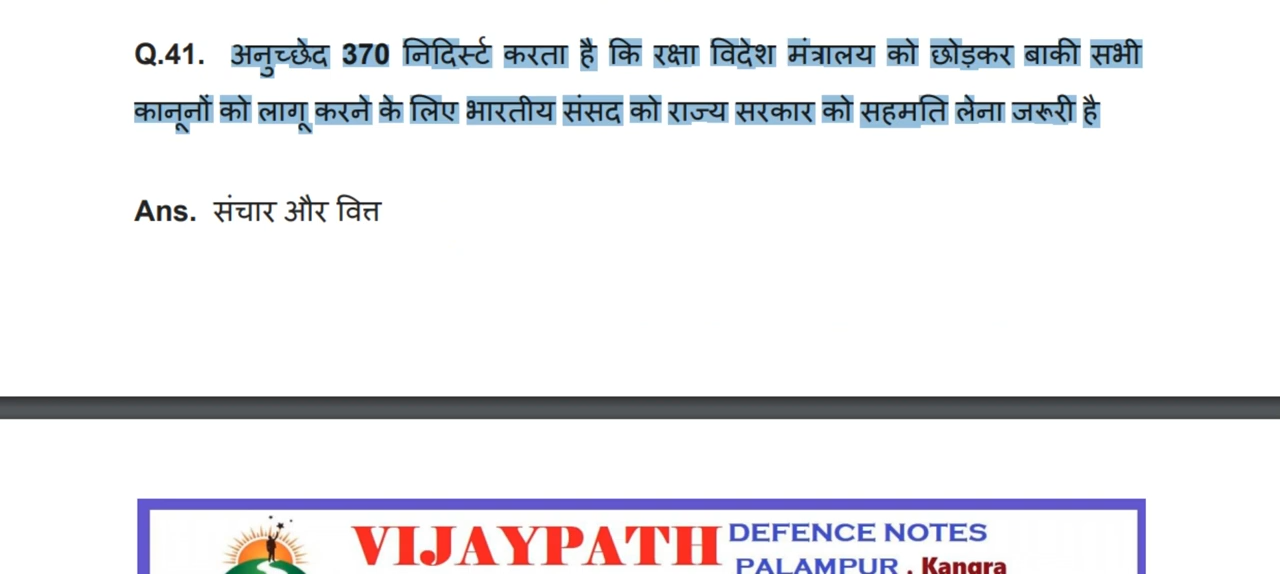 Q.41. अनुच्छेद 370 निदिर्स्ट करता है कि रक्षा विदेश मंत्रालय को छोड़कर बाकी सभी
कानूनों को लागू करने के लिए भारतीय संसद को राज्य सरकार को सहमति लेना जरूरी है
Ans. संचार और वित्त
VIJAYPATH DEFENCE NOTES
PALAMPUR . Kangra